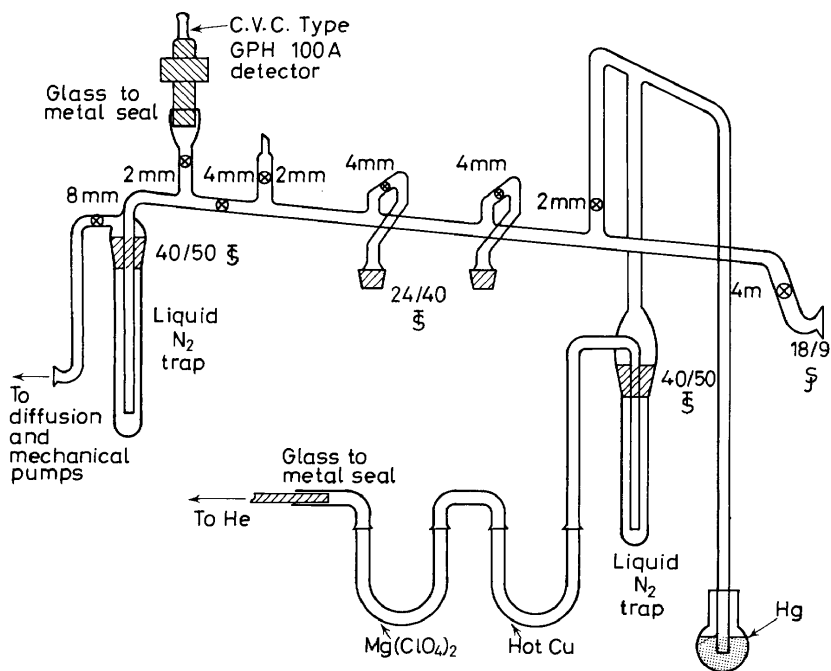 C.V.C. Type
GPH 100A
detector
Glass to
metal seal
2mm
4mm
2mm
4mm
4mm
8mm
2mm
40/50 T̶S
24/40
T̶S
4m
18/9
S̶T
Liquid
N2
trap
40/50
T̶S
To
diffusion
and
mechanical
pumps
Glass to
metal seal
To He
Liquid
N2
trap
Hg
Mg(ClO4)2
Hot Cu